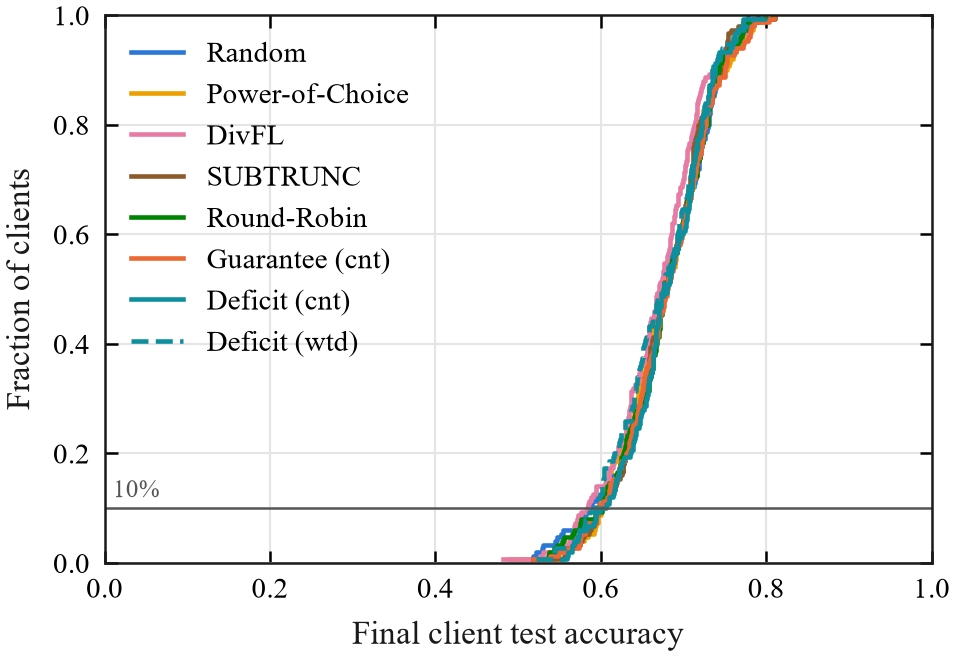 1.0
0.8
0.6
0.4
0.2
0.0
Fraction of clients
Random
Power-of-Choice
DivFL
SUBTRUNC
Round-Robin
Guarantee (cnt)
Deficit (cnt)
Deficit (wtd)
10%
0.0 0.2 0.4 0.6 0.8 1.0
Final client test accuracy